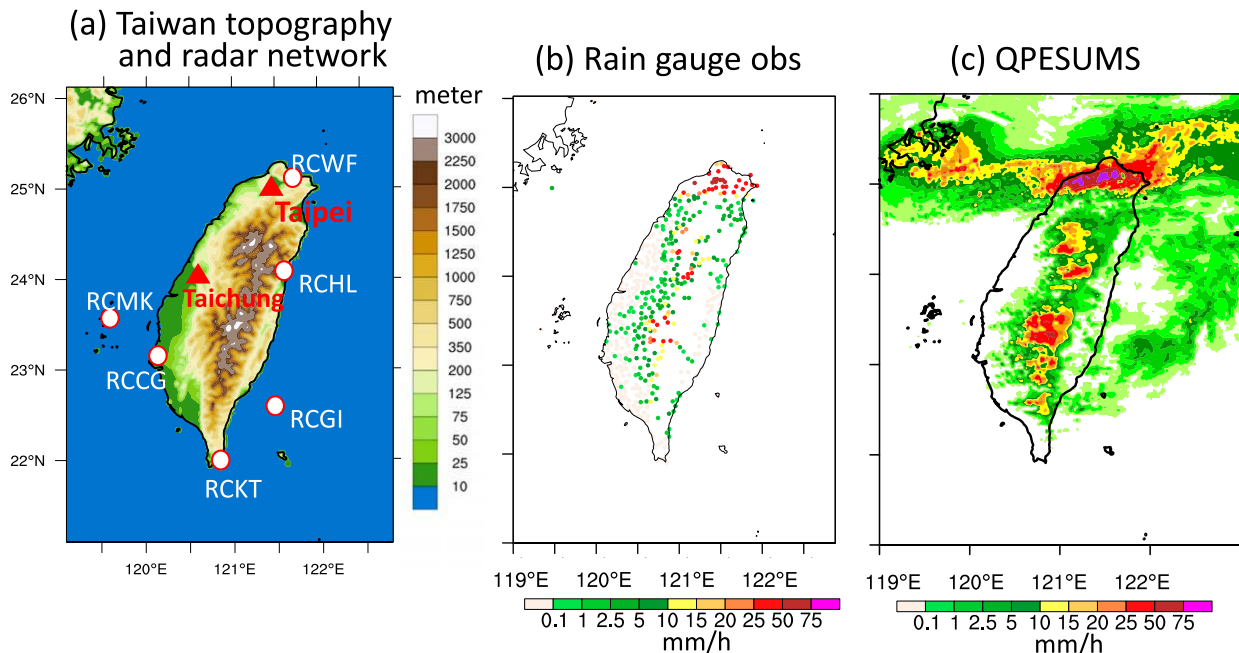 (a) Taiwan topography
and radar network
(b) Rain gauge obs
(c) QPESUMS
meter
26°N
25°N
24°N
23°N
22°N
120°E
121°E
122°E
RCWF
Taipei
RCHL
Taichung
RCMK
RCCG
RCGI
RCKT
3000
2250
2000
1750
1500
1250
1000
750
500
350
200
125
75
50
25
10
119°E
120°E
121°E
122°E
0.1 1 2.5 5 10 15 20 25 50 75
mm/h
119°E
120°E
121°E
122°E
0.1 1 2.5 5 10 15 20 25 50 75
mm/h